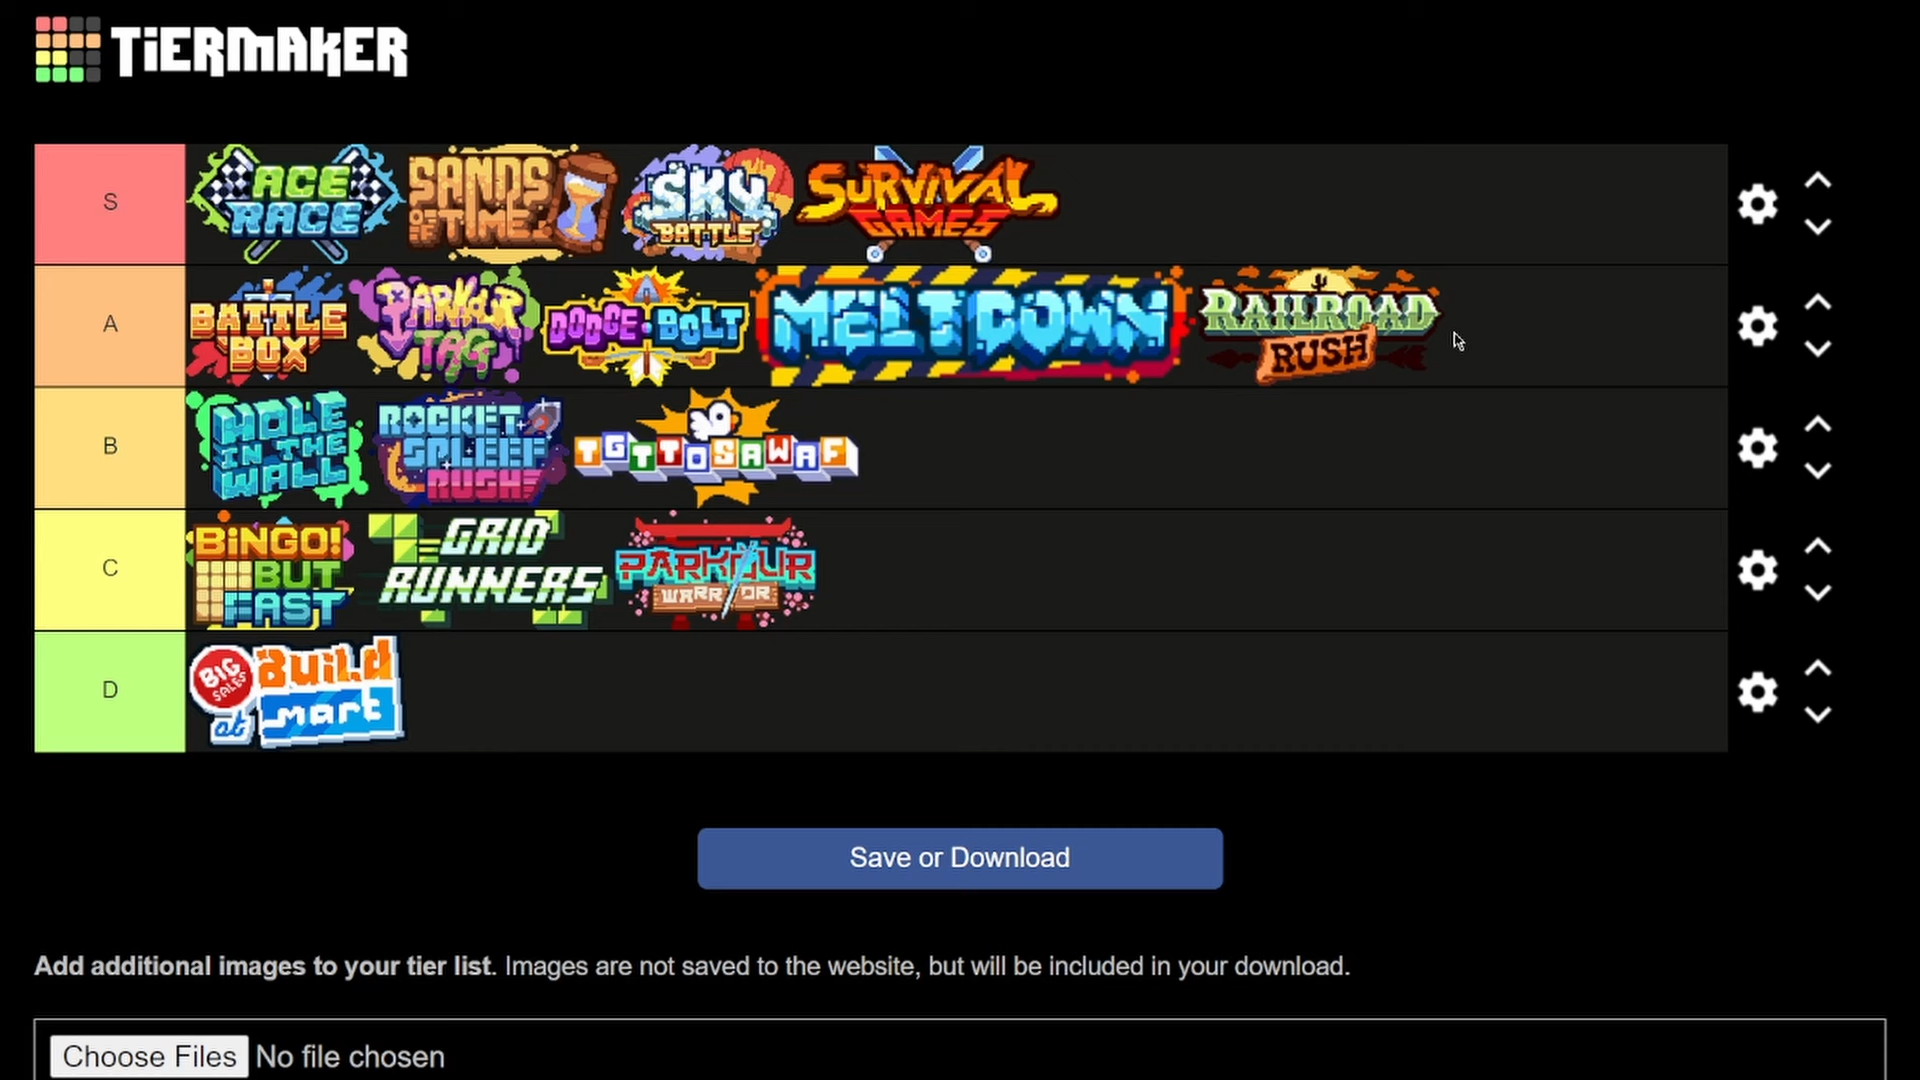 TIERMAKER
S
ACE
RACE
SANDS
OF TIME
SKY
BATTLE
SURVIVAL
GAMES
A
BATTLE
BOX
PARKOUR
TAG
DODGE BOLT
MELTDOWN
RAILROAD
RUSH
B
HOLE
IN THE
WALL
ROCKET
SPLEEF
RUSH
TGTTOSAWAF
C
BINGO!
BUT
FAST
GRID
RUNNERS
PARKOUR
WARRIOR
D
BIG
SALES
at
Build
mart
Save or Download
Add additional images to your tier list. Images are not saved to the website, but will be included in your download.
Choose Files No file chosen